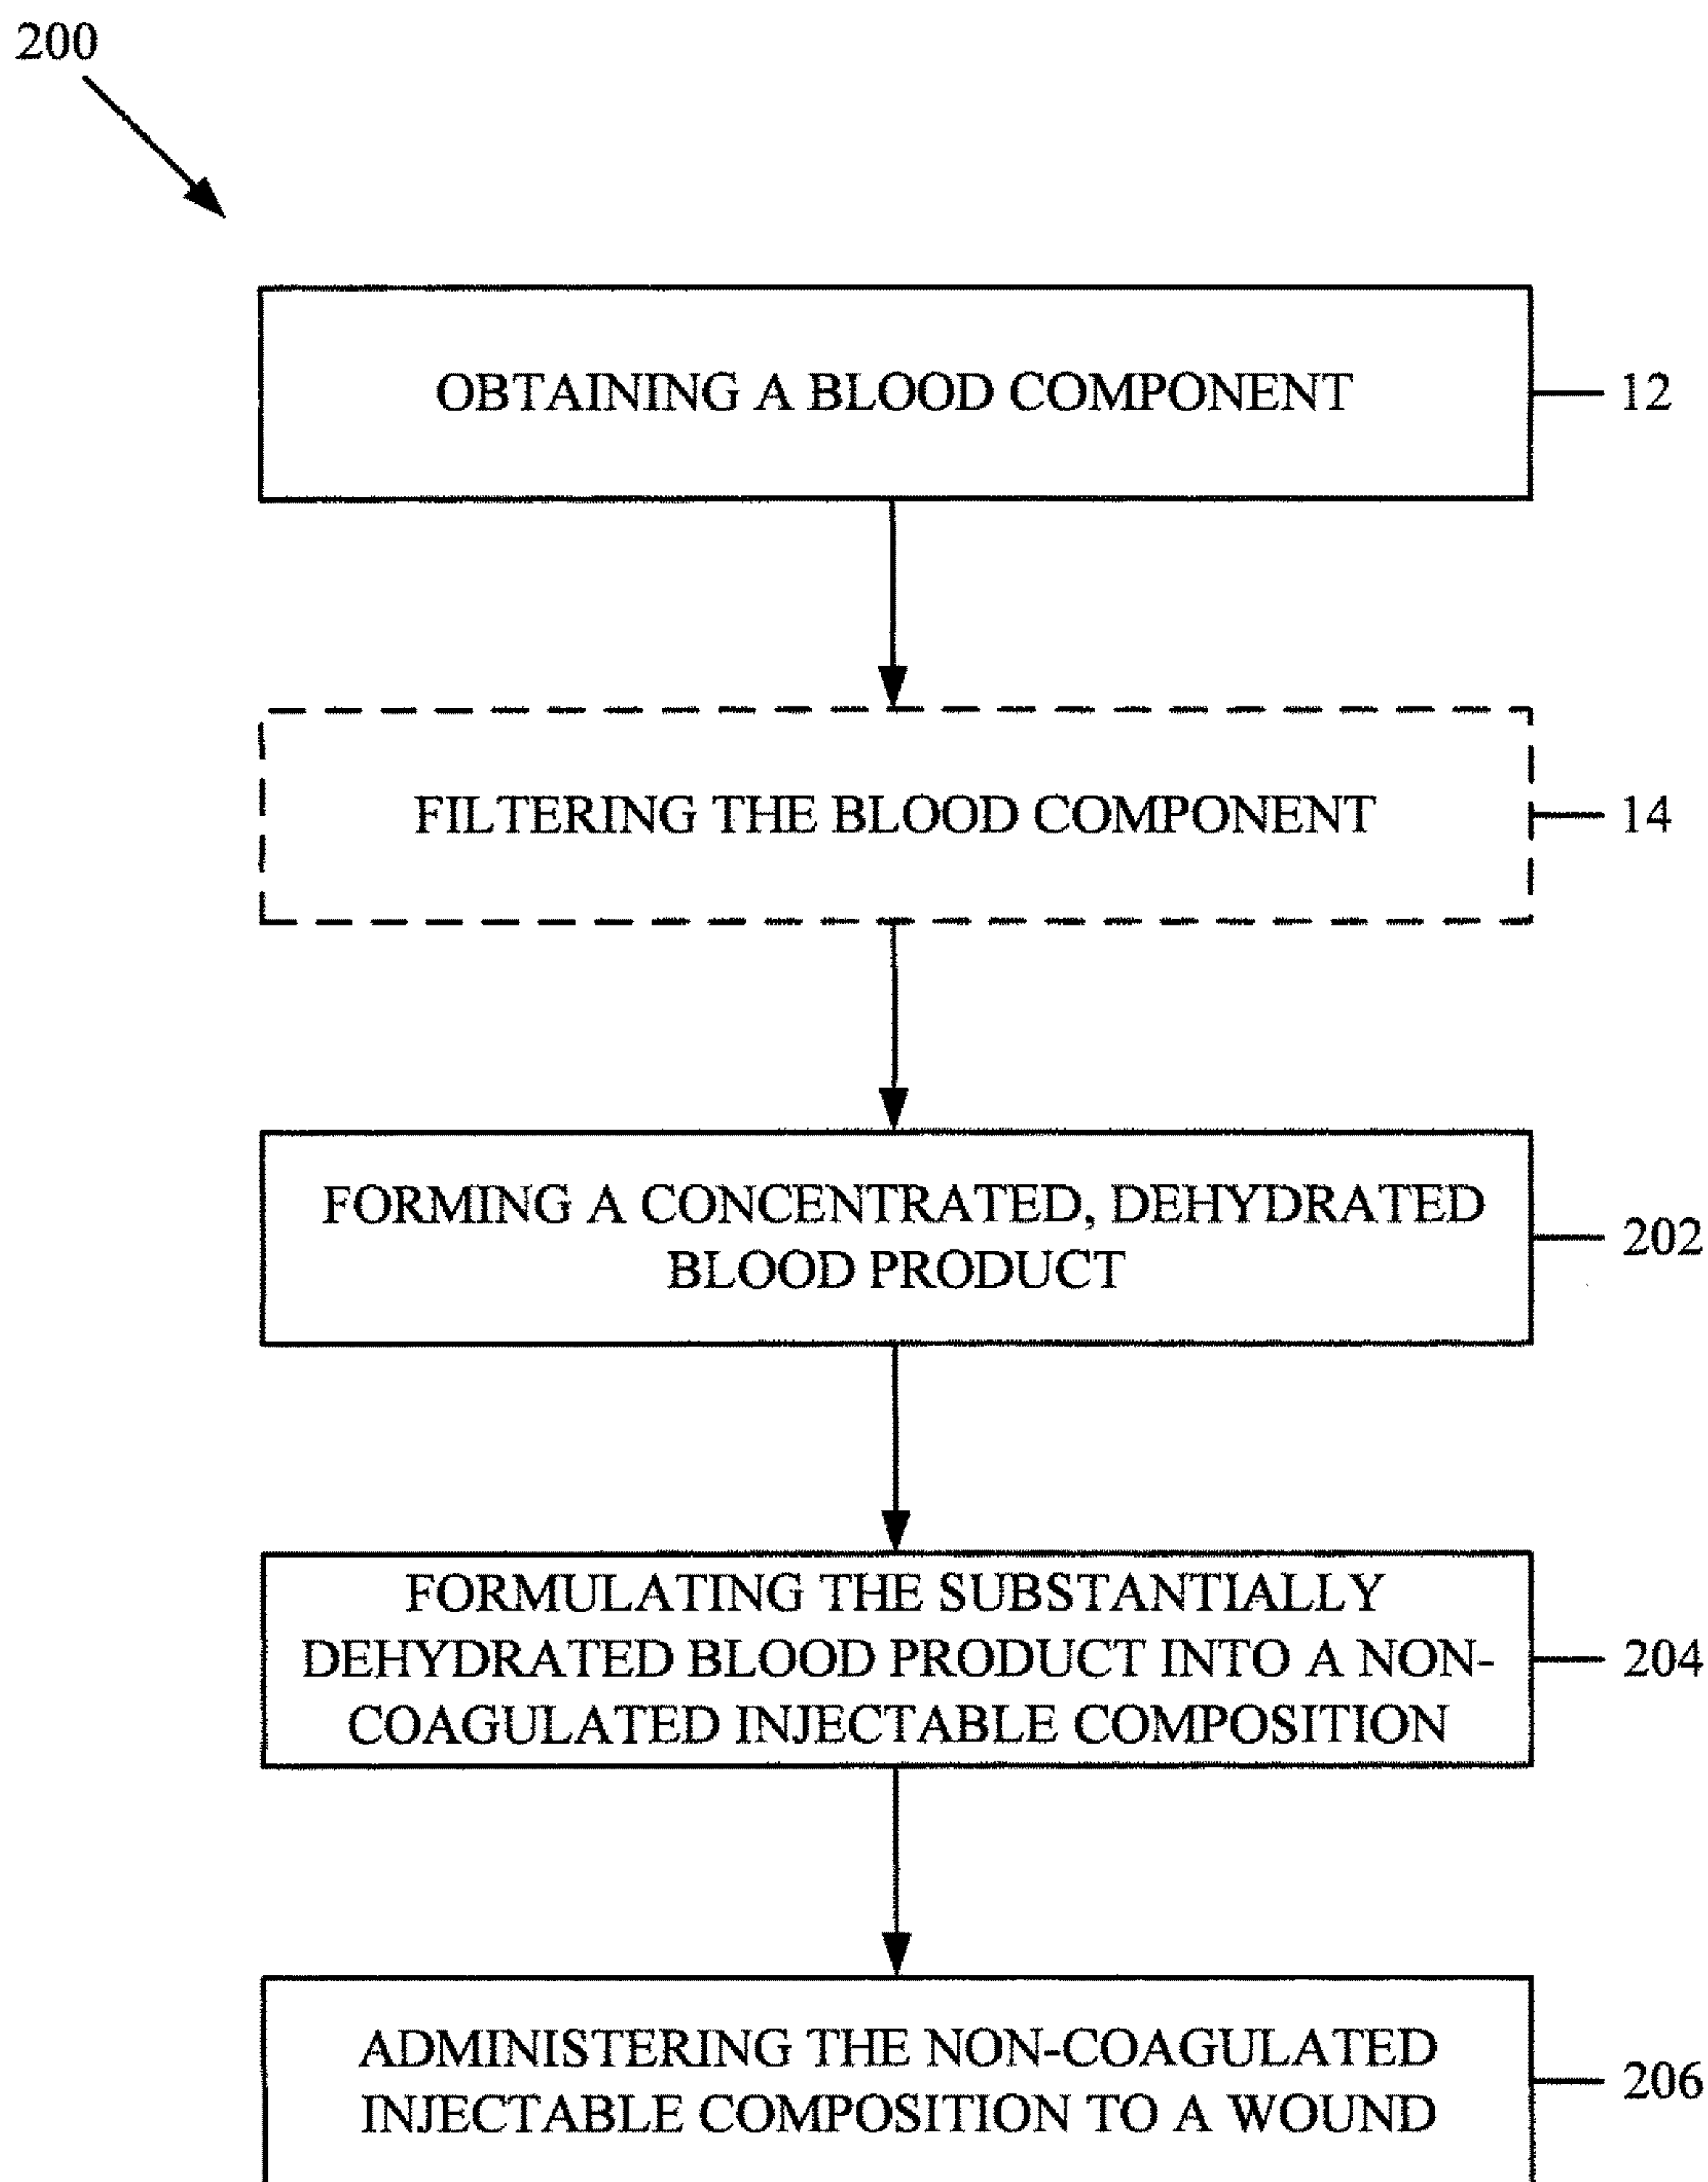 200
OBTAINING A BLOOD COMPONENT
12
FILTERING THE BLOOD COMPONENT
14
FORMING A CONCENTRATED, DEHYDRATED
BLOOD PRODUCT
202
FORMULATING THE SUBSTANTIALLY
DEHYDRATED BLOOD PRODUCT INTO A NON-
COAGULATED INJECTABLE COMPOSITION
204
ADMINISTERING THE NON-COAGULATED
INJECTABLE COMPOSITION TO A WOUND
206